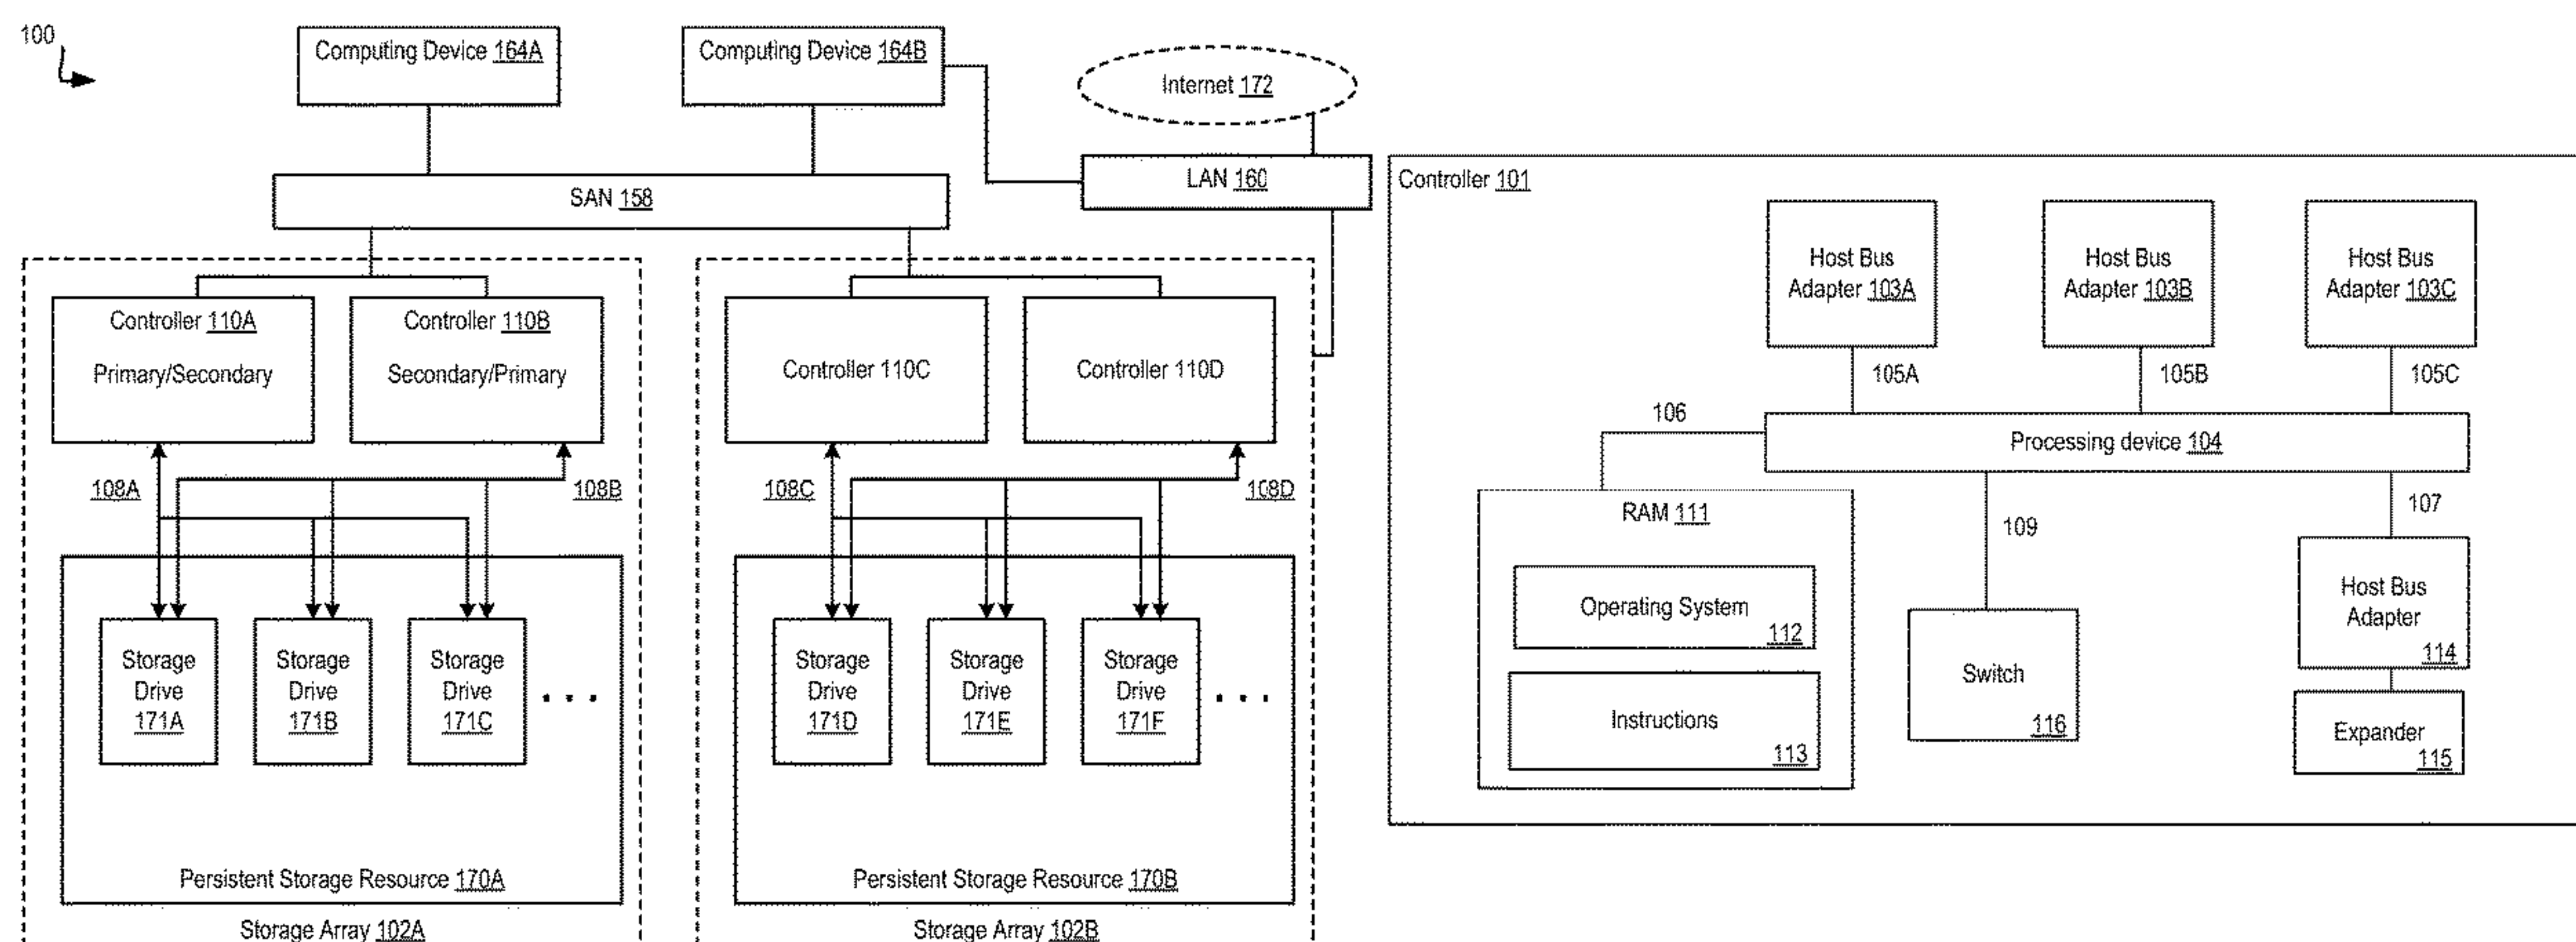 100
Computing Device 164A
Computing Device 164B
Internet 172
SAN 158
LAN 160
Controller 110A
Primary/Secondary
Controller 110B
Secondary/Primary
Controller 110C
Controller 110D
108A
108B
108C
108D
Storage
Drive
171A
Storage
Drive
171B
Storage
Drive
171C
...
Storage
Drive
171D
Storage
Drive
171E
Storage
Drive
171F
...
Persistent Storage Resource 170A
Persistent Storage Resource 170B
Storage Array 102A
Storage Array 102B
Controller 101
Host Bus
Adapter 103A
Host Bus
Adapter 103B
Host Bus
Adapter 103C
105A
105B
105C
106
Processing device 104
RAM 111
109
107
Operating System
112
Instructions
113
Switch
116
Host Bus
Adapter
114
Expander
115